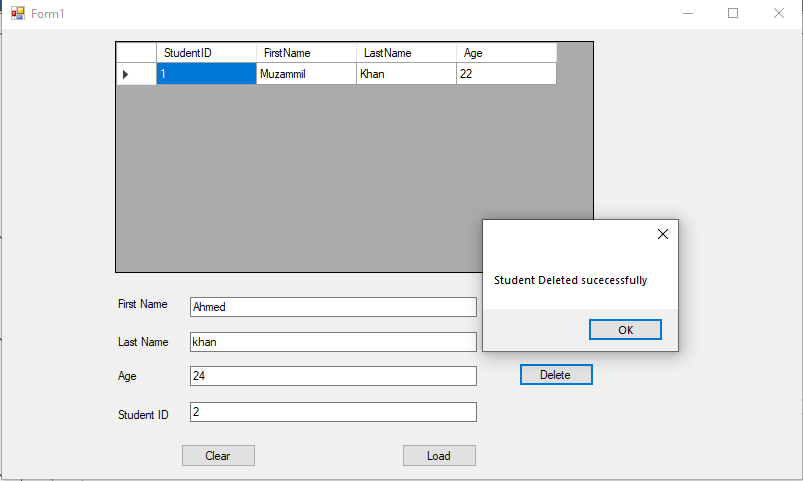 Form1
StudentID FirstName LastName Age
1 Muzammil Khan 22
Student Deleted sucecessfully
OK
First Name Ahmed
Last Name khan
Age 24
Delete
Student ID 2
Clear Load